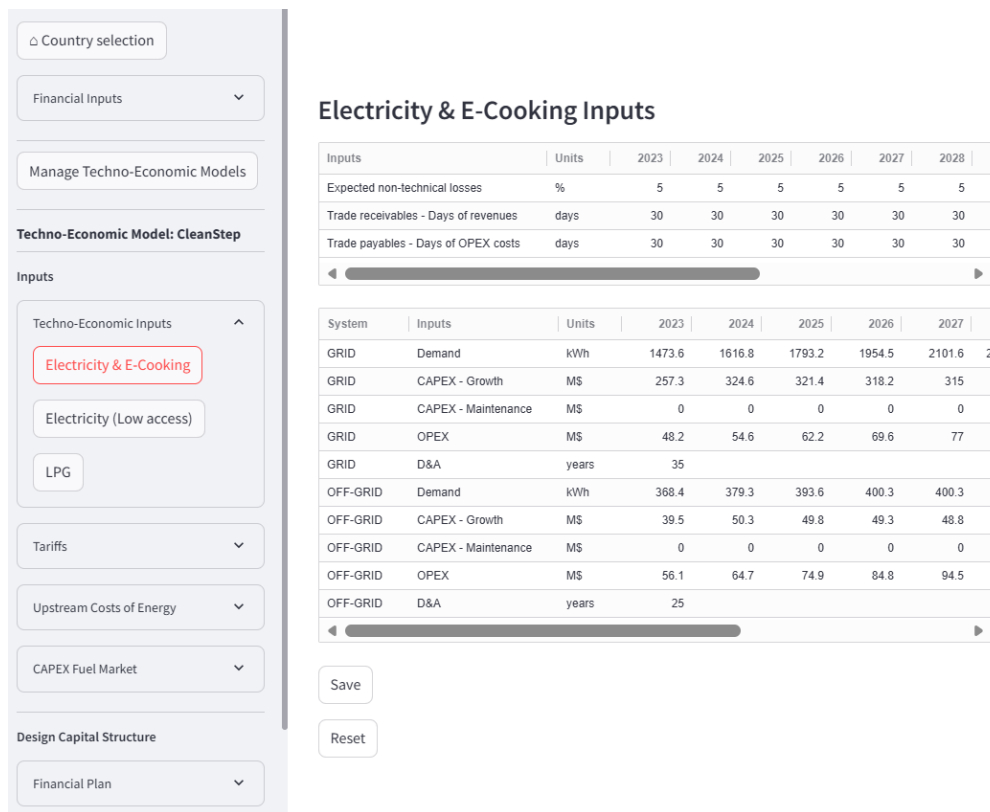 ⌂ Country selection
Financial Inputs
Manage Techno-Economic Models
Techno-Economic Model: CleanStep
Inputs
Techno-Economic Inputs
Electricity & E-Cooking
Electricity (Low access)
LPG
Tariffs
Upstream Costs of Energy
CAPEX Fuel Market
Design Capital Structure
Financial Plan
Electricity & E-Cooking Inputs
Inputs Units 2023 2024 2025 2026 2027 2028
Expected non-technical losses % 5 5 5 5 5 5
Trade receivables - Days of revenues days 30 30 30 30 30 30
Trade payables - Days of OPEX costs days 30 30 30 30 30 30
System Inputs Units 2023 2024 2025 2026 2027
GRID Demand kWh 1473.6 1616.8 1793.2 1954.5 2101.6
GRID CAPEX - Growth M$ 257.3 324.6 321.4 318.2 315
GRID CAPEX - Maintenance M$ 0 0 0 0 0
GRID OPEX M$ 48.2 54.6 62.2 69.6 77
GRID D&A years 35
OFF-GRID Demand kWh 368.4 379.3 393.6 400.3 400.3
OFF-GRID CAPEX - Growth M$ 39.5 50.3 49.8 49.3 48.8
OFF-GRID CAPEX - Maintenance M$ 0 0 0 0 0
OFF-GRID OPEX M$ 56.1 64.7 74.9 84.8 94.5
OFF-GRID D&A years 25
Save
Reset